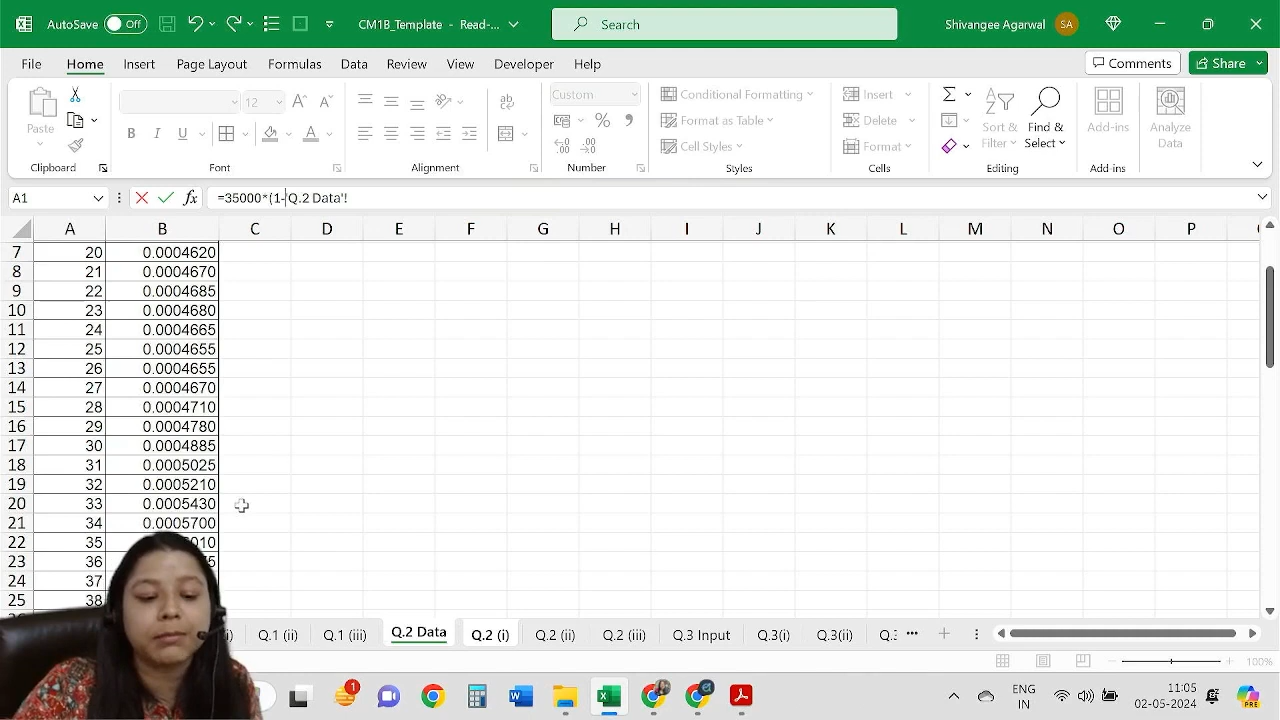 AutoSave Off CM1B_Template - Read-... Search Shivangee Agarwal SA
File Home Insert Page Layout Formulas Data Review View Developer Help Comments Share
12 Custom Conditional Formatting Insert
Paste B I U Format as Table Delete Sort & Filter Find & Select Add-ins Analyze Data
Cell Styles Format
Clipboard Font Alignment Number Styles Cells Editing Add-ins
A1 =35000*(1-'Q.2 Data'!
A B C D E F G H I J K L M N O P
7 20 0.0004620
8 21 0.0004670
9 22 0.0004685
10 23 0.0004680
11 24 0.0004665
12 25 0.0004655
13 26 0.0004655
14 27 0.0004670
15 28 0.0004710
16 29 0.0004780
17 30 0.0004885
18 31 0.0005025
19 32 0.0005210
20 33 0.0005430
21 34 0.0005700
22 35
23 36
24 37
25 38
Q.1 (ii) Q.1 (iii) Q.2 Data Q.2 (i) Q.2 (ii) Q.2 (iii) Q.3 Input Q.3(i) Q.3(ii)
100%
1 ENG IN 11:05 02-05-2024 PRE